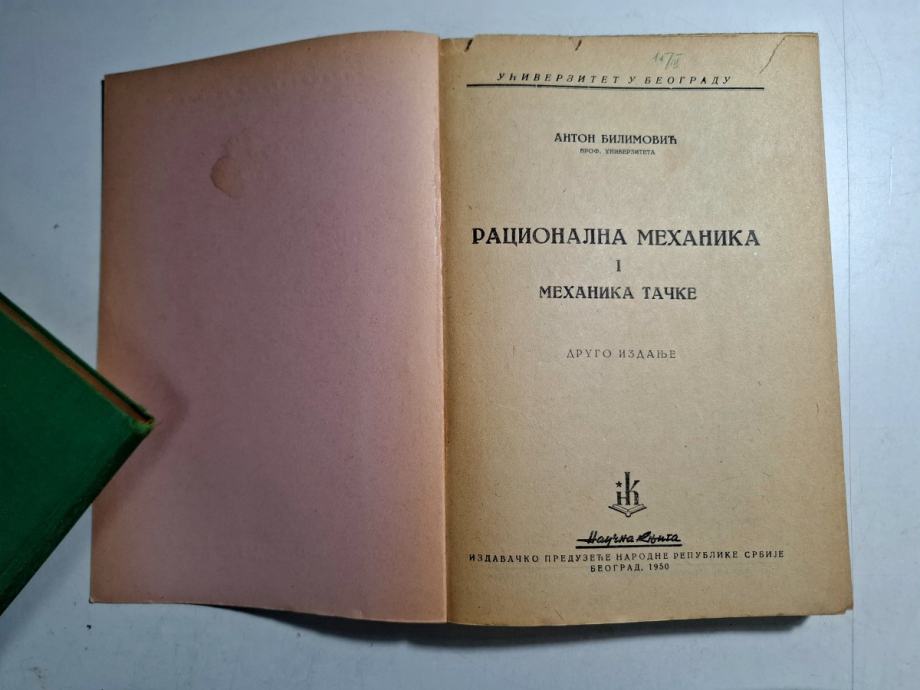 УНИВЕРЗИТЕТ У БЕОГРАДУ
АНТОН БИЛИМОВИЋ
ПРОФ. УНИВЕРЗИТЕТА
РАЦИОНАЛНА МЕХАНИКА
I
МЕХАНИКА ТАЧКЕ
ДРУГО ИЗДАЊЕ
НК
Научна књига
ИЗДАВАЧКО ПРЕДУЗЕЋЕ НАРОДНЕ РЕПУБЛИКЕ СРБИЈЕ
БЕОГРАД, 1950